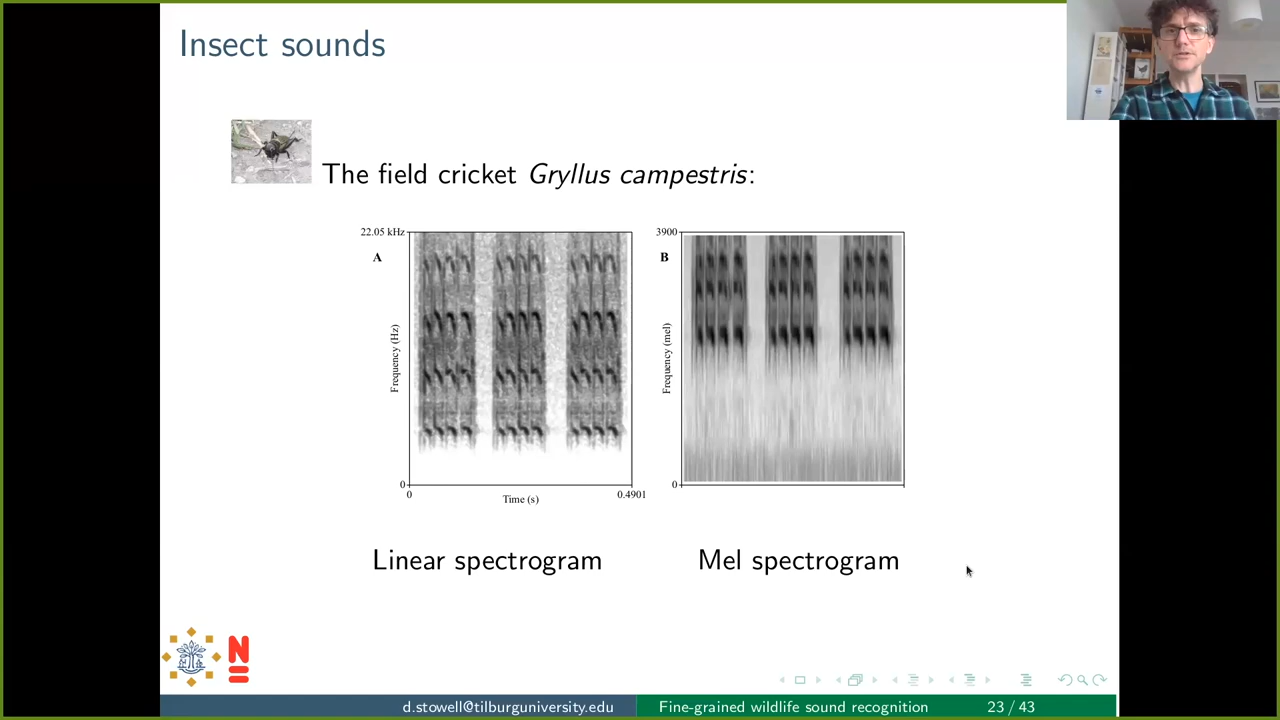 Insect sounds
The field cricket Gryllus campestris:
22.05 kHz
A
Frequency (Hz)
0
0
Time (s)
0.4901
3900
B
Frequency (mel)
0
Linear spectrogram
Mel spectrogram
N
d.stowell@tilburguniversity.edu
Fine-grained wildlife sound recognition
23 / 43